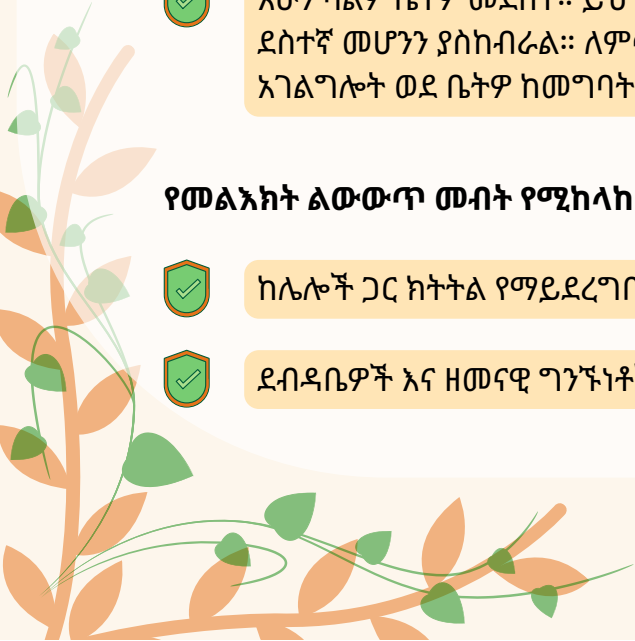 ደስተኛ መሆንን ያስከብራል። ለምሳ
አገልግሎት ወደ ቤትዎ ከመግባት
የመልእክት ልውውጥ መብት የሚከላከ
ከሌሎች ጋር ክትትል የማይደረግበ
ደብዳቤዎች እና ዘመናዊ ግንኙነቶ